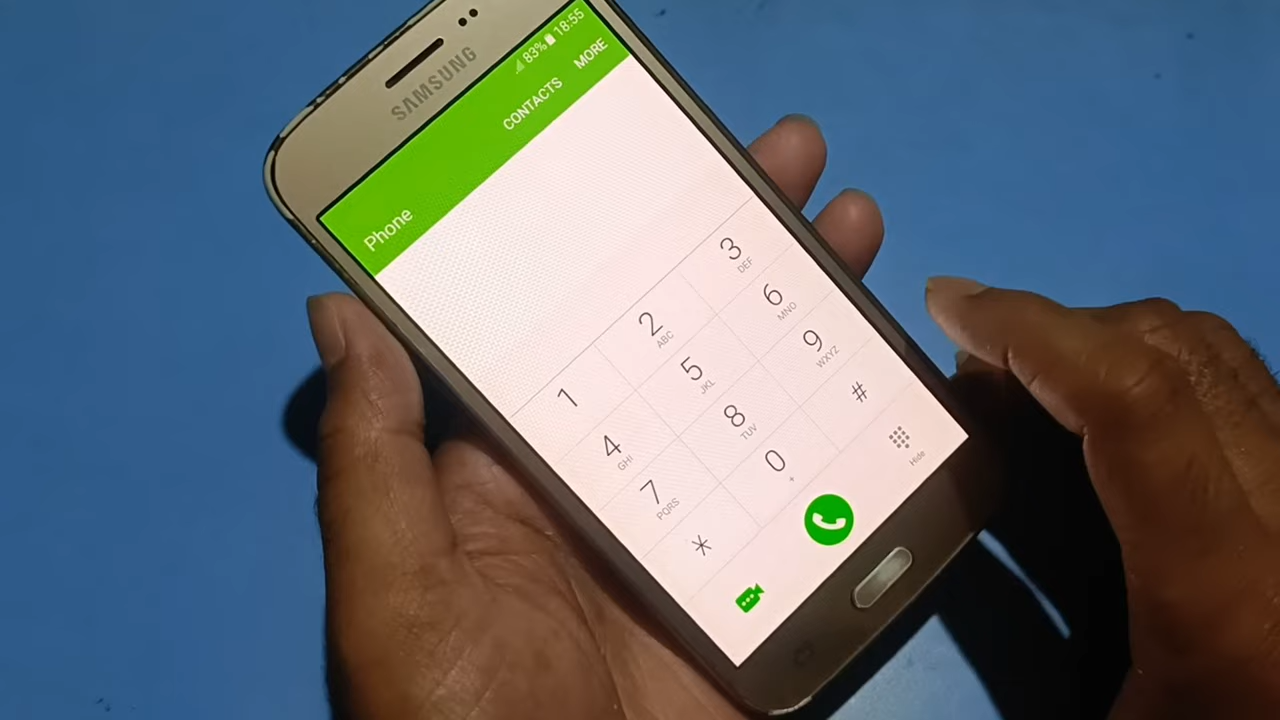 SAMSUNG
83% 18:55
Phone
CONTACTS
MORE
1
2 ABC
3 DEF
4 GHI
5 JKL
6 MNO
7 PQRS
8 TUV
9 WXYZ
*
0 +
#
Hide